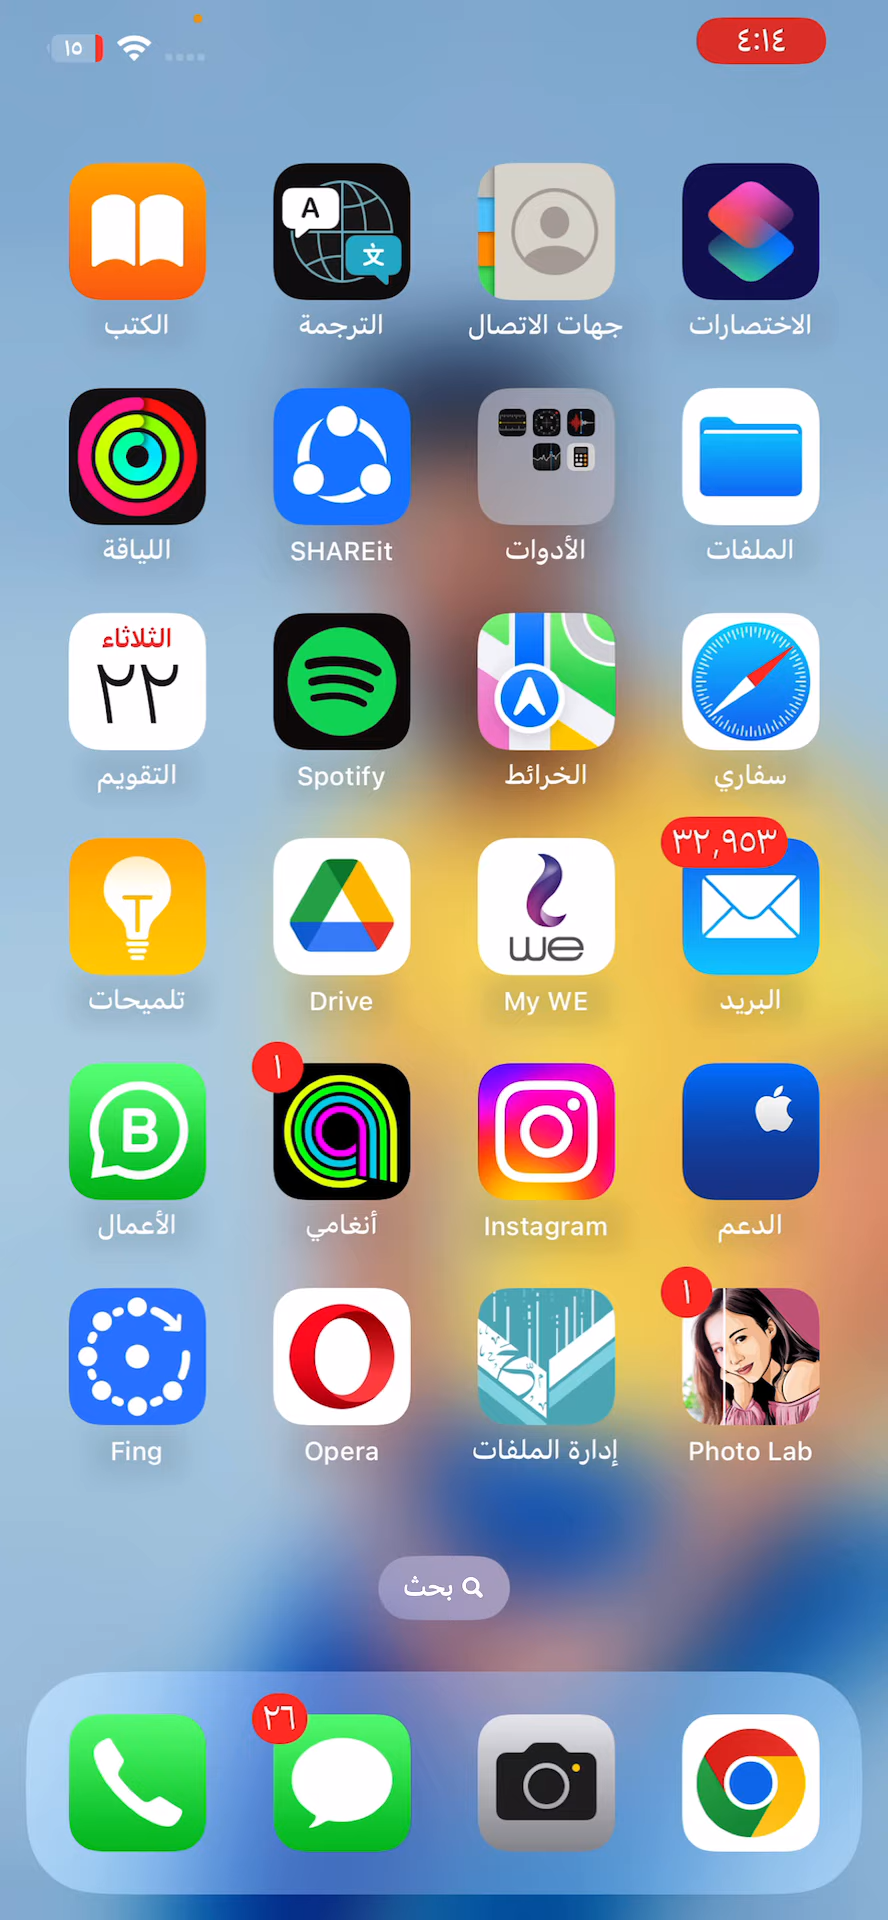 ٤:١٤
١٥
الاختصارات
جهات الاتصال
A
文
الترجمة
الكتب
الملفات
الأدوات
SHAREit
اللياقة
سفاري
الخرائط
Spotify
الثلاثاء
٢٢
التقويم
٣٢,٩٥٣
البريد
we
My WE
Drive
تلميحات
الدعم
Instagram
١
أنغامي
B
الأعمال
١
Photo Lab
إدارة الملفات
Opera
Fing
بحث
٢٦